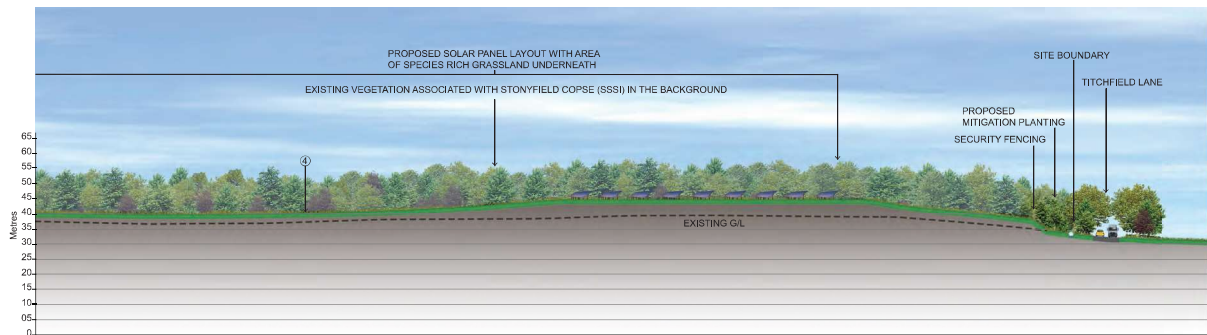 PROPOSED SOLAR PANEL LAYOUT WITH AREA
OF SPECIES RICH GRASSLAND UNDERNEATH
SITE BOUNDARY
EXISTING VEGETATION ASSOCIATED WITH STONYFIELD COPSE (SSSI) IN THE BACKGROUND
TITCHFIELD LANE
PROPOSED
MITIGATION PLANTING
SECURITY FENCING
65
60
55
50
45
40
35
30
25
20
15
10
05
0
Metres
④
EXISTING G/L